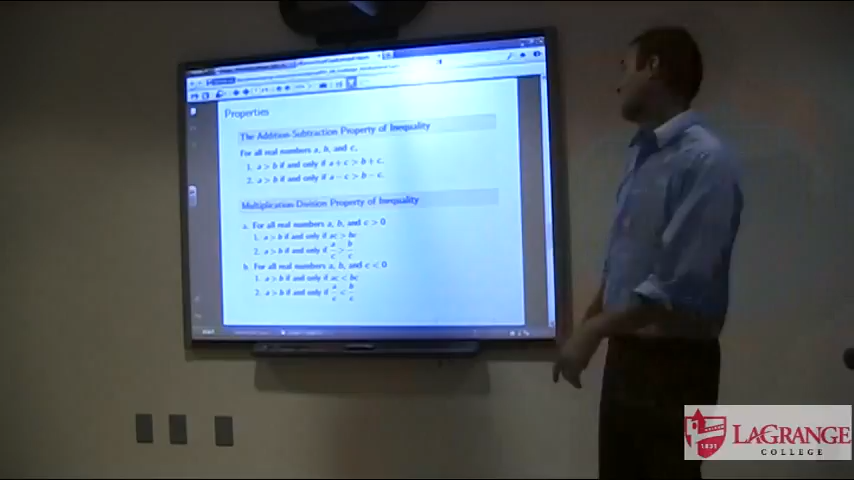 Properties
The Addition-Subtraction Property of Inequality
For all real numbers a, b, and c,
1. a > b if and only if a + c > b + c.
2. a > b if and only if a − c > b − c.
Multiplication-Division Property of Inequality
a. For all real numbers a, b, and c > 0
1. a > b if and only if ac > bc
2. a > b if and only if a/c > b/c
b. For all real numbers a, b, and c < 0
1. a > b if and only if ac < bc
2. a > b if and only if a/c < b/c
1831
LAGRANGE
COLLEGE